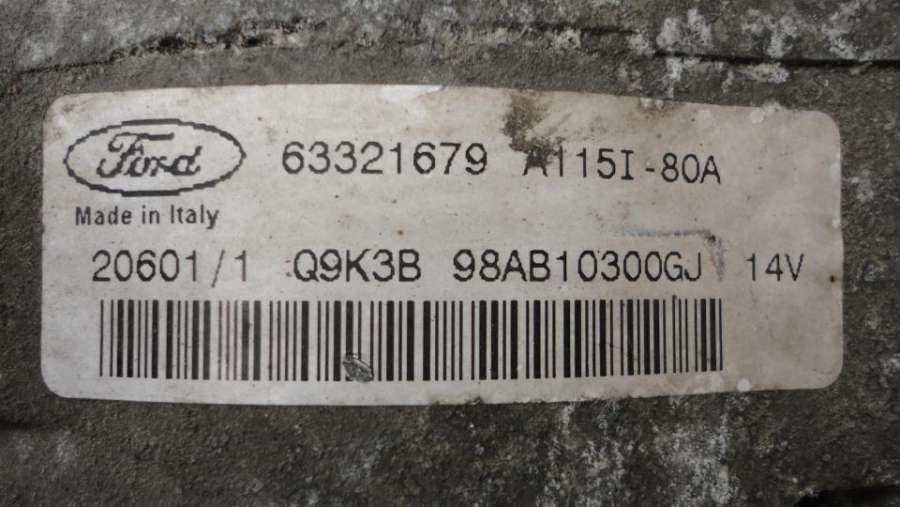 Ford 63321679 A115I-80A
Made in Italy
20601/1 Q9K3B 98AB10300GJ 14V